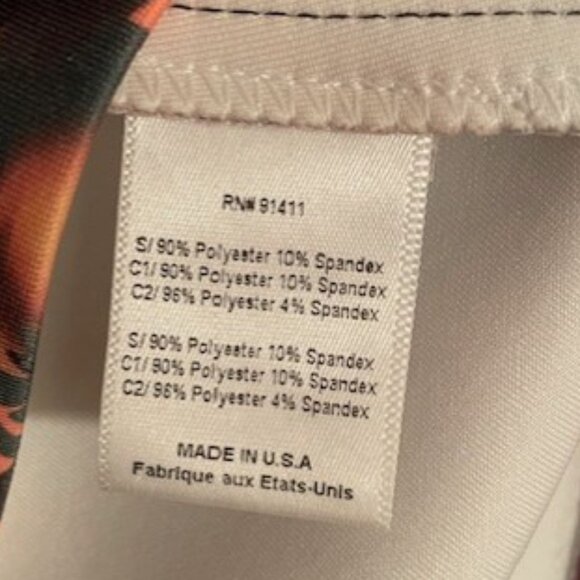 RN# 91411
S/ 90% Polyester 10% Spandex
C1/ 90% Polyester 10% Spandex
C2/ 96% Polyester 4% Spandex
S/ 90% Polyester 10% Spandex
C1/ 90% Polyester 10% Spandex
C2/ 96% Polyester 4% Spandex
MADE IN U.S.A
Fabrique aux Etats-Unis